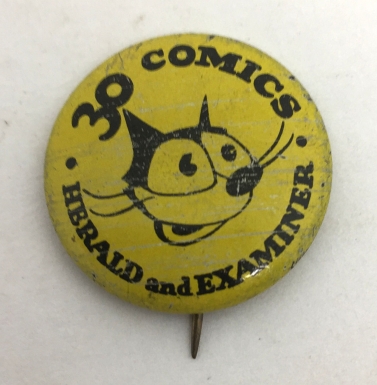 30 COMICS
• HERALD and EXAMINER •